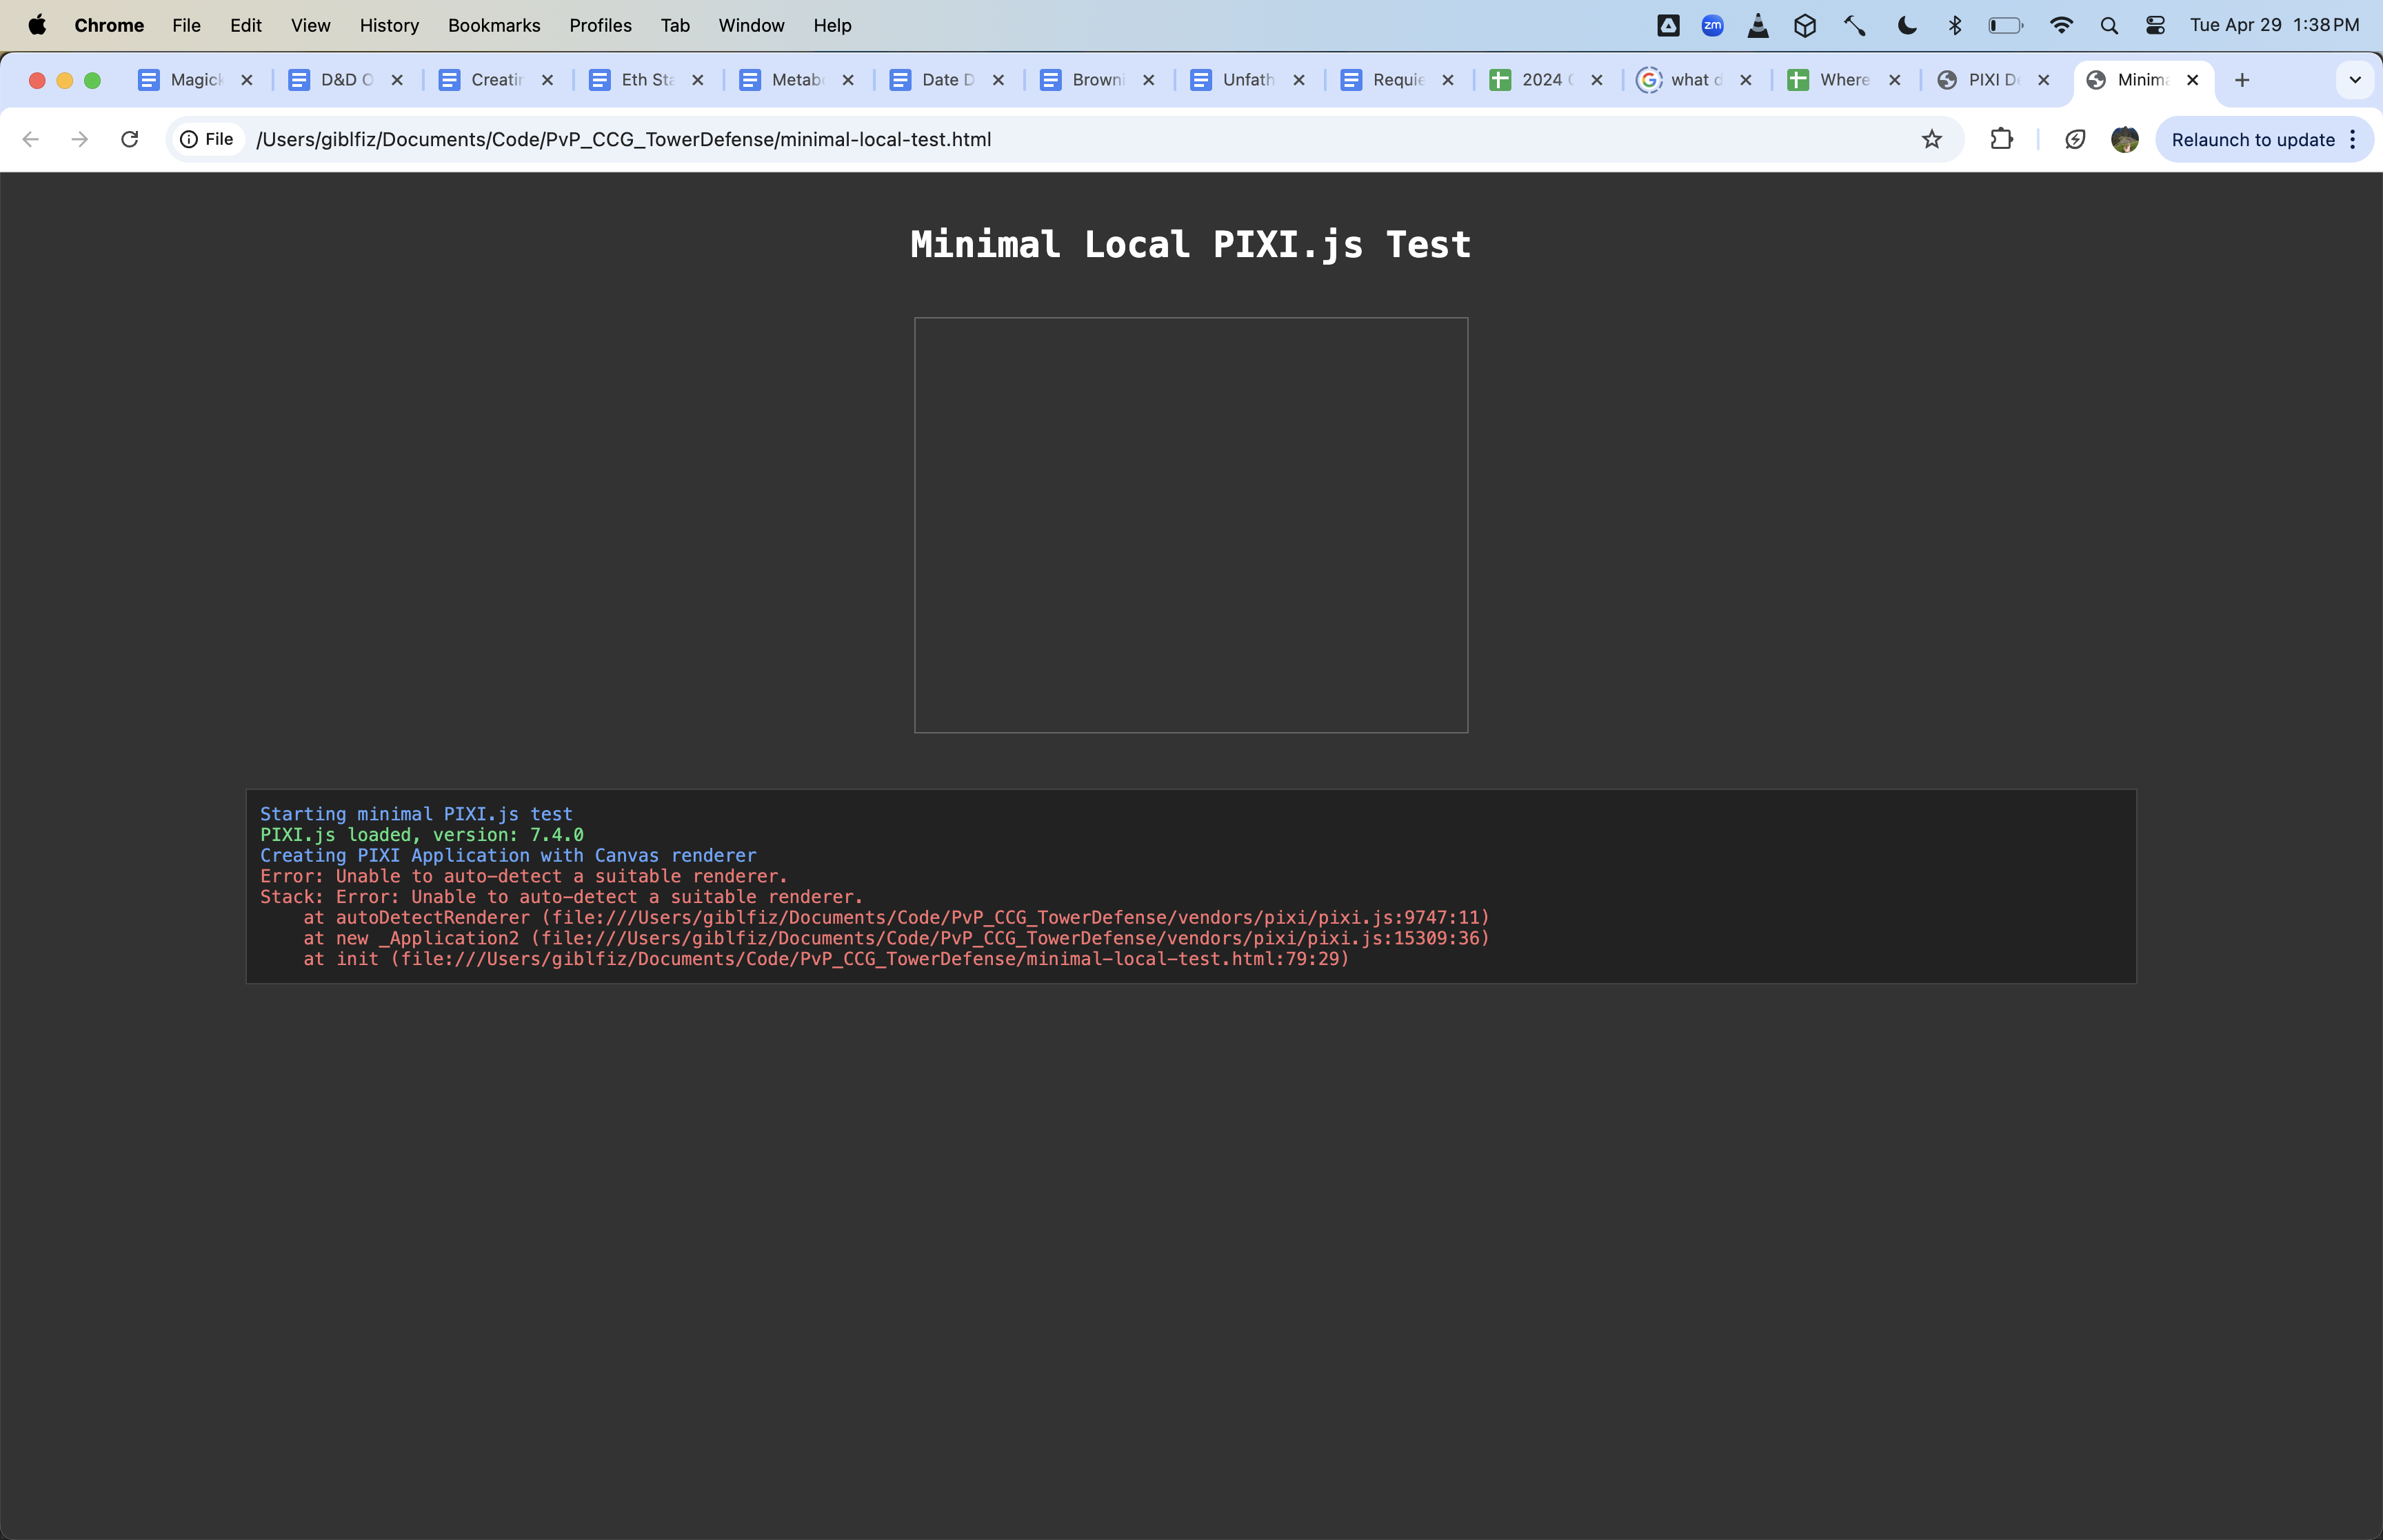 Chrome File Edit View History Bookmarks Profiles Tab Window Help zm Tue Apr 29 1:38 PM
Magick D&D O Creatin Eth Sta Metabo Date D Browni Unfath Requie 2024 what d Where PIXI De Minima
File /Users/giblfiz/Documents/Code/PvP_CCG_TowerDefense/minimal-local-test.html Relaunch to update
Minimal Local PIXI.js Test
Starting minimal PIXI.js test
PIXI.js loaded, version: 7.4.0
Creating PIXI Application with Canvas renderer
Error: Unable to auto-detect a suitable renderer.
Stack: Error: Unable to auto-detect a suitable renderer.
at autoDetectRenderer (file:///Users/giblfiz/Documents/Code/PvP_CCG_TowerDefense/vendors/pixi/pixi.js:9747:11)
at new _Application2 (file:///Users/giblfiz/Documents/Code/PvP_CCG_TowerDefense/vendors/pixi/pixi.js:15309:36)
at init (file:///Users/giblfiz/Documents/Code/PvP_CCG_TowerDefense/minimal-local-test.html:79:29)